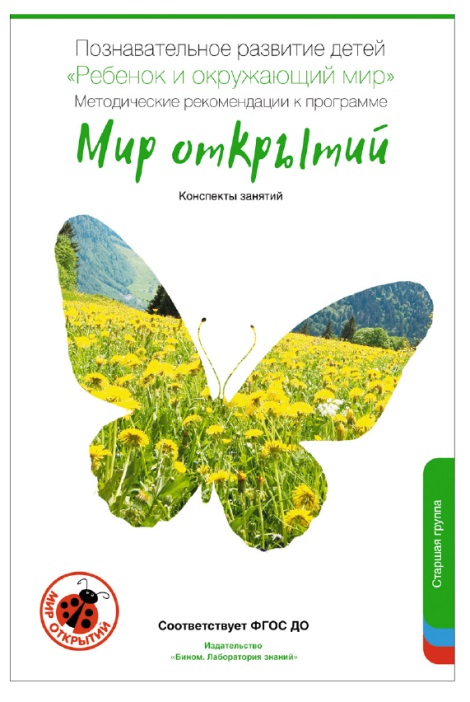 Познавательное развитие детей
«Ребенок и окружающий мир»
Методические рекомендации к программе
Мир открытий
Конспекты занятий
Старшая группа
МИР ОТКРЫТИЙ
Соответствует ФГОС ДО
Издательство
«Бином. Лаборатория знаний»